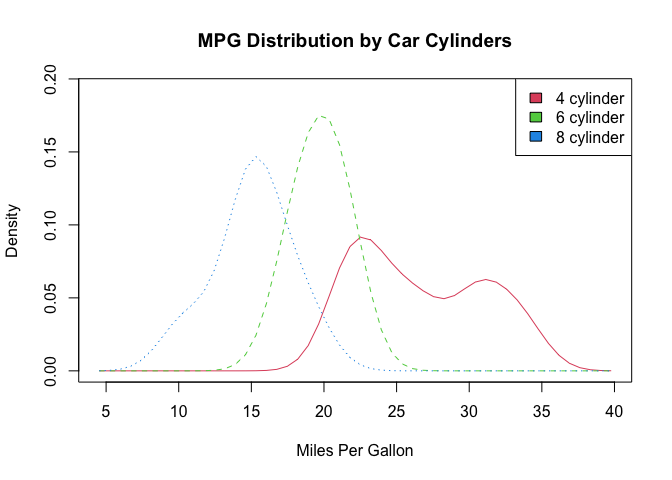 MPG Distribution by Car Cylinders
4 cylinder
6 cylinder
8 cylinder
Density
0.20
0.15
0.10
0.05
0.00
5 10 15 20 25 30 35 40
Miles Per Gallon